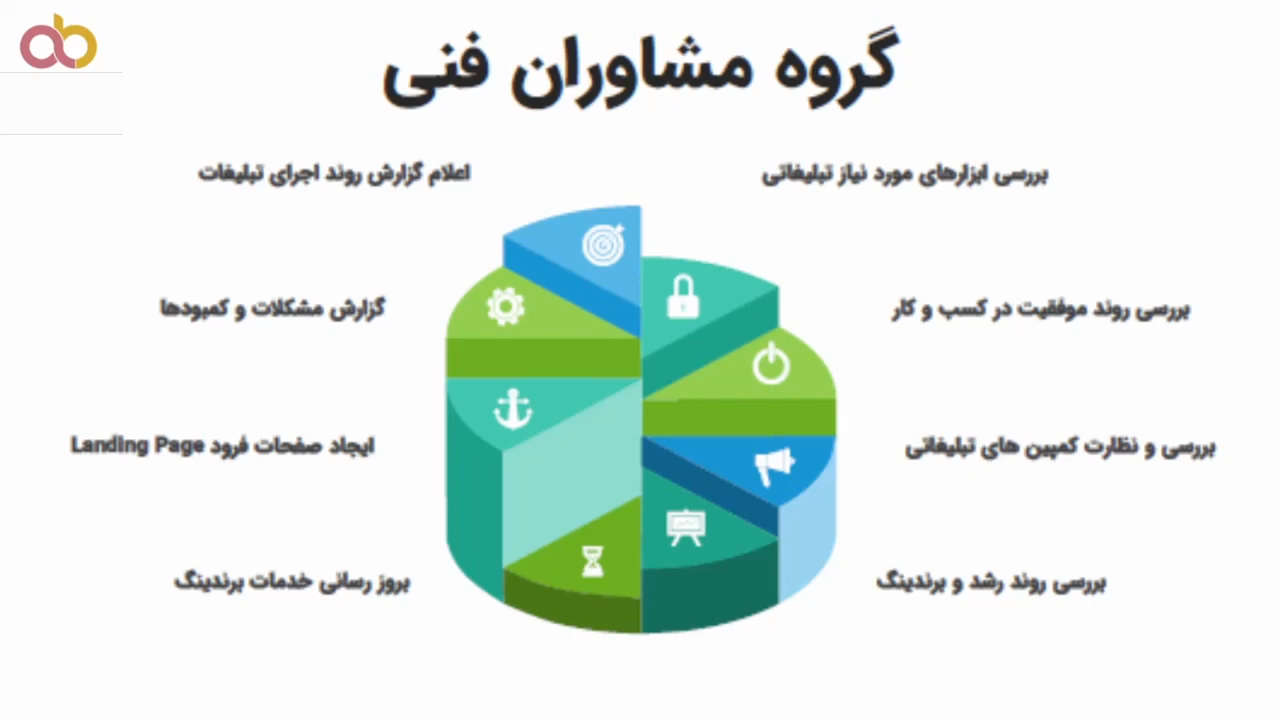 گروه مشاوران فنی
بررسی ابزارهای مورد نیاز تبلیغاتی
اعلام گزارش روند اجرای تبلیغات
بررسی روند موفقیت در کسب و کار
گزارش مشکلات و کمبودها
بررسی و نظارت کمپین های تبلیغاتی
ایجاد صفحات فرود Landing Page
بررسی روند رشد و برندینگ
بروز رسانی خدمات برندینگ